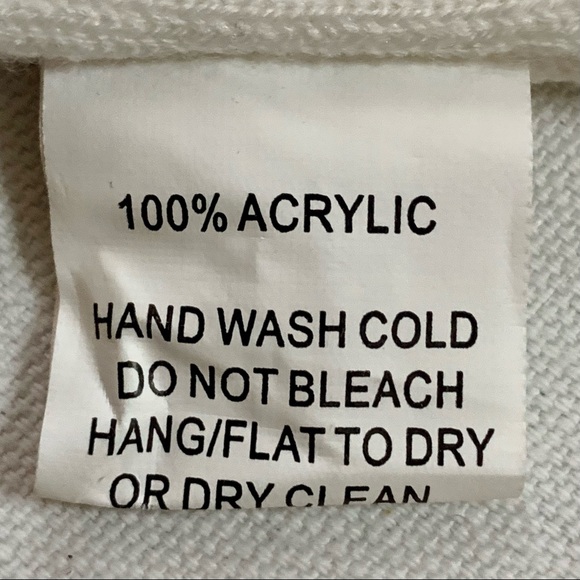 100% ACRYLIC
HAND WASH COLD
DO NOT BLEACH
HANG/FLAT TO DRY
OR DRY CLEAN